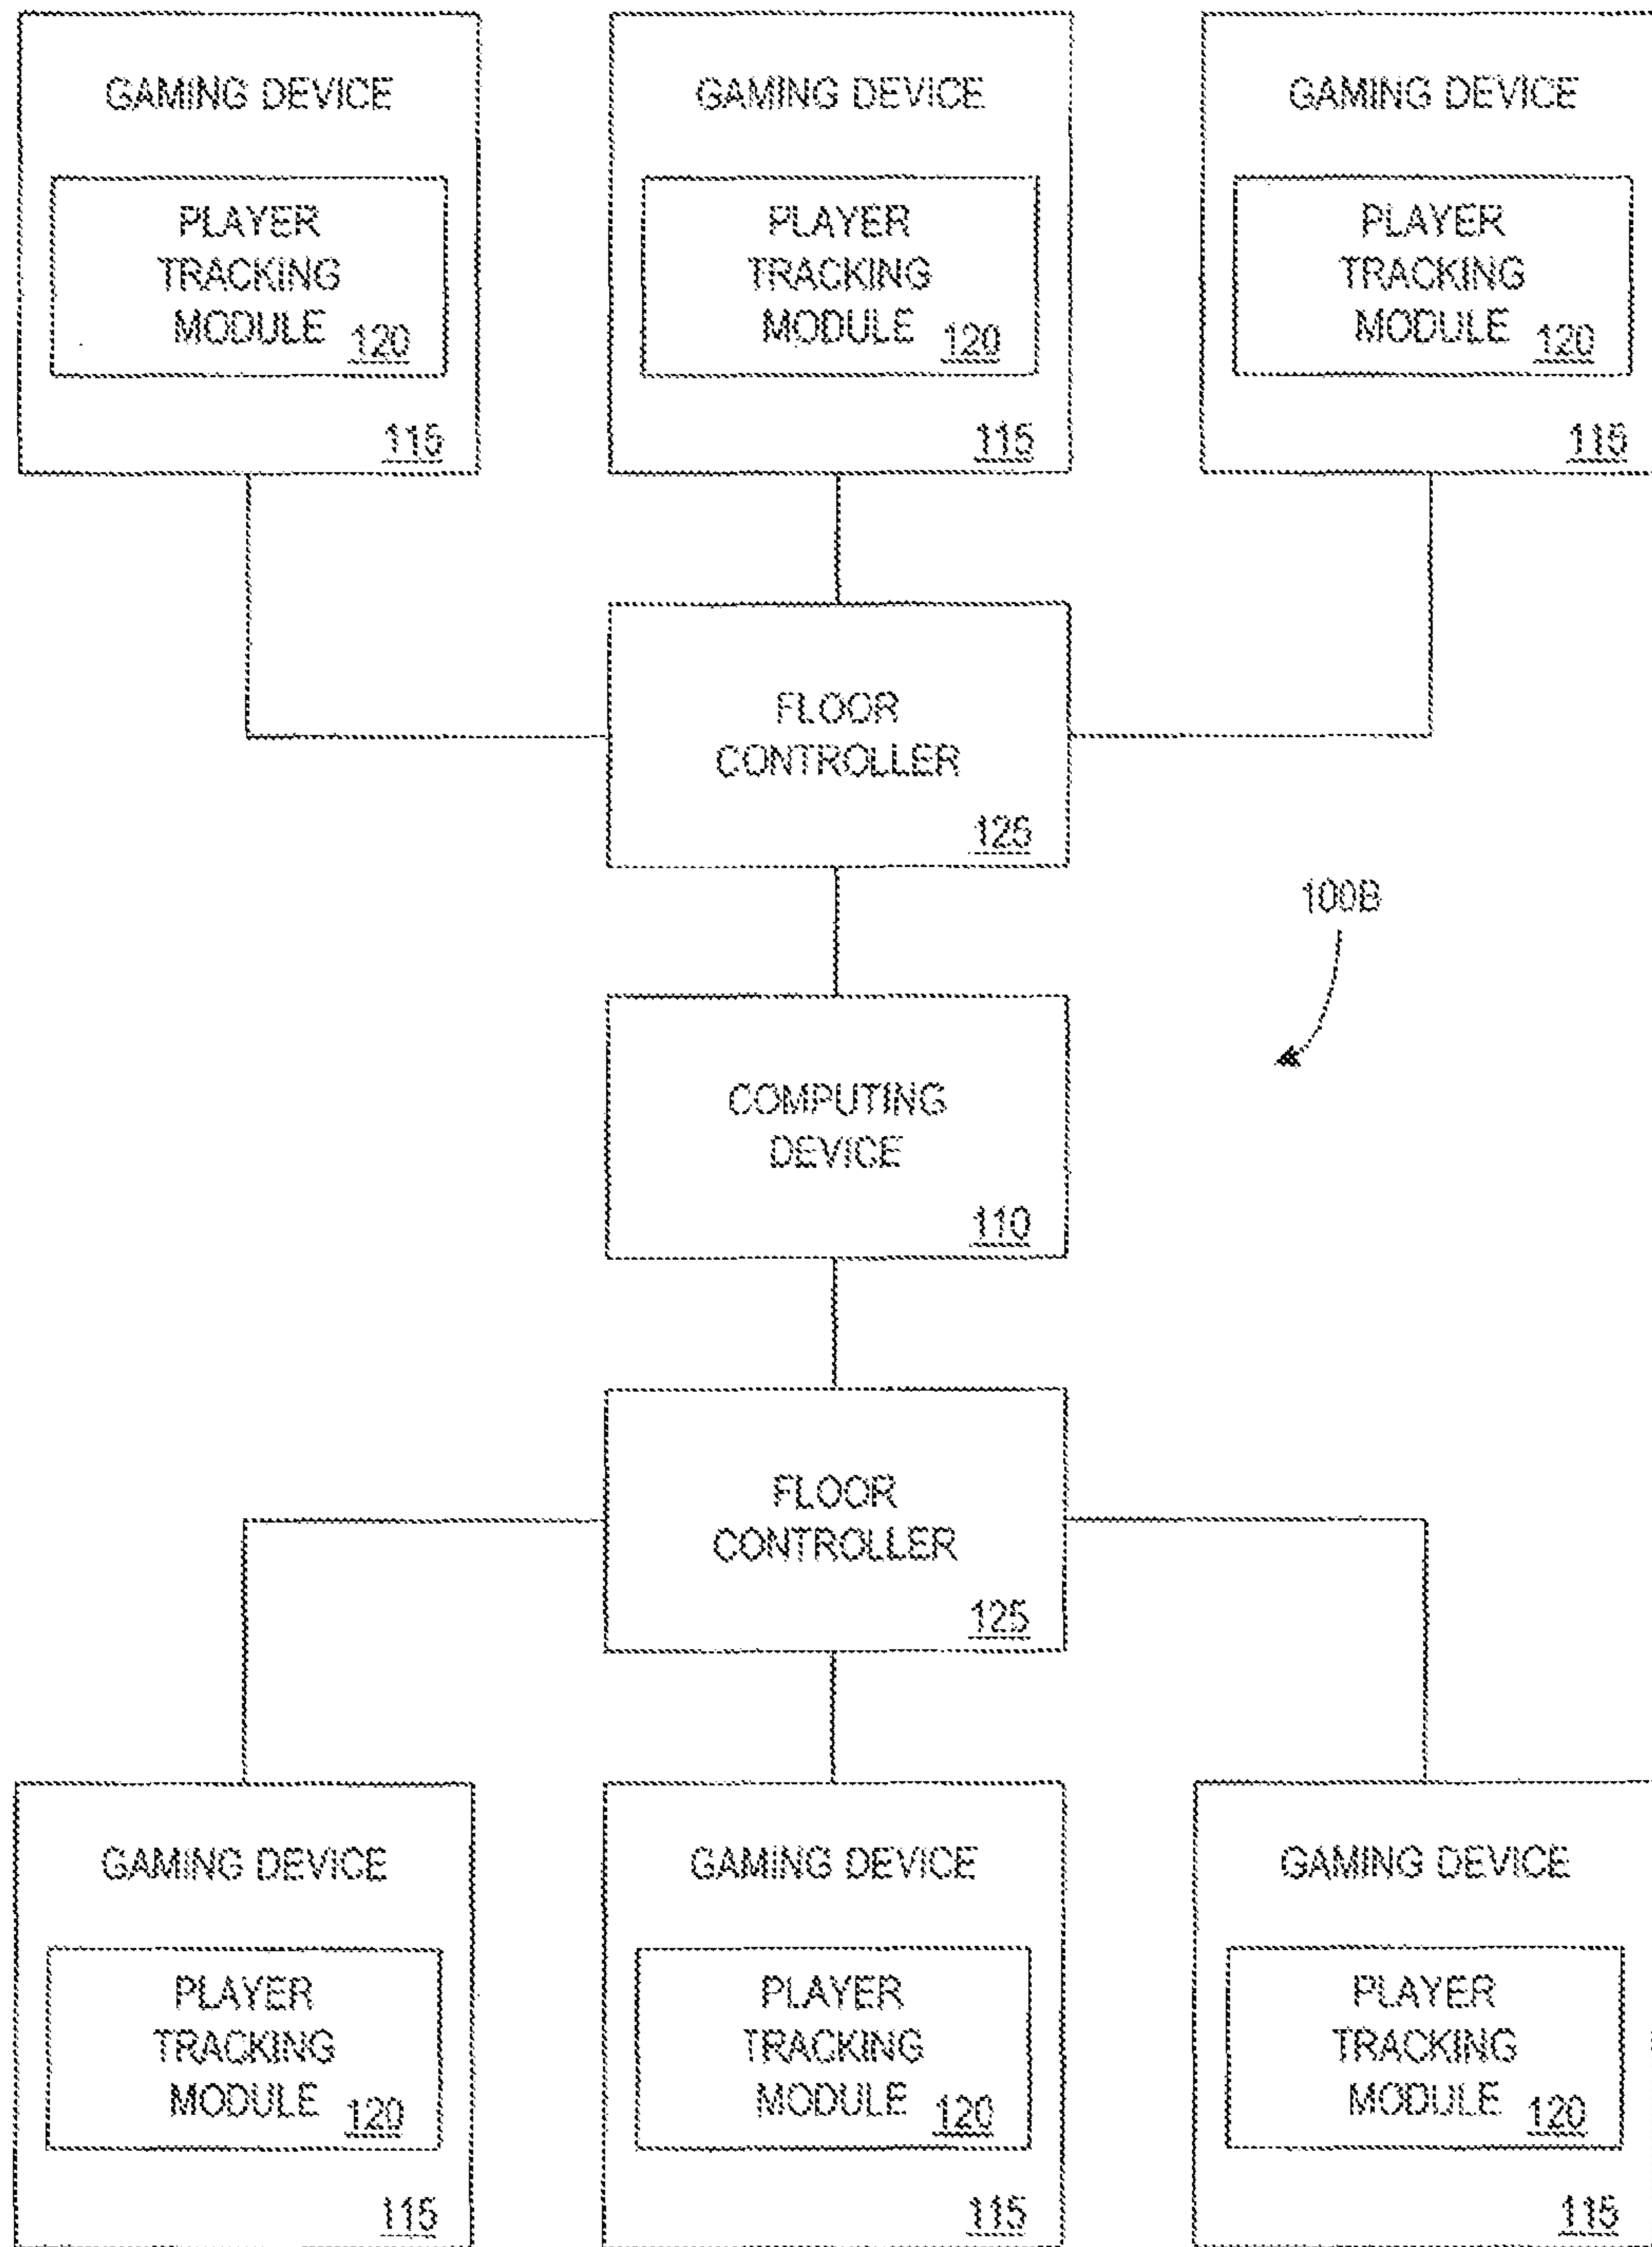 GAMING DEVICE
PLAYER
TRACKING
MODULE 120
115
GAMING DEVICE
PLAYER
TRACKING
MODULE 120
115
GAMING DEVICE
PLAYER
TRACKING
MODULE 120
115
FLOOR
CONTROLLER
125
100B
COMPUTING
DEVICE
110
FLOOR
CONTROLLER
125
GAMING DEVICE
PLAYER
TRACKING
MODULE 120
115
GAMING DEVICE
PLAYER
TRACKING
MODULE 120
115
GAMING DEVICE
PLAYER
TRACKING
MODULE 120
115